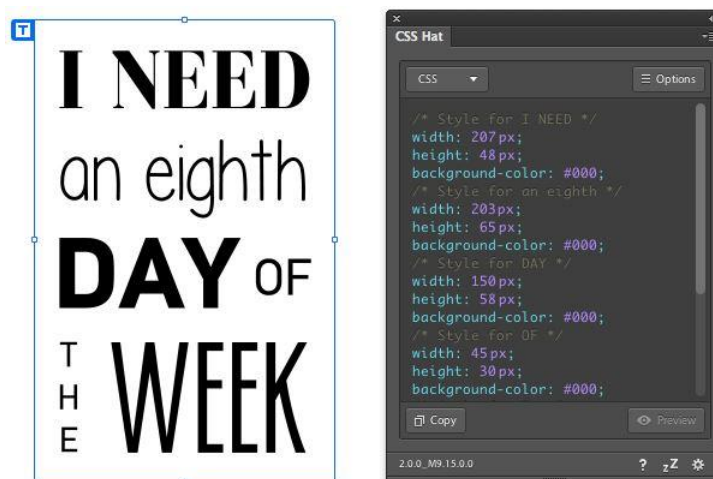 T
I NEED
an eighth
DAY OF
THE
WEEK
CSS Hat
CSS
Options
/* Style for I NEED */
width: 207px;
height: 48px;
background-color: #000;
/* Style for an eighth */
width: 203px;
height: 65px;
background-color: #000;
/* Style for DAY */
width: 150px;
height: 58px;
background-color: #000;
/* Style for OF */
width: 45px;
height: 30px;
background-color: #000;
Copy
Preview
2.0.0_M9.15.0.0
? zZ